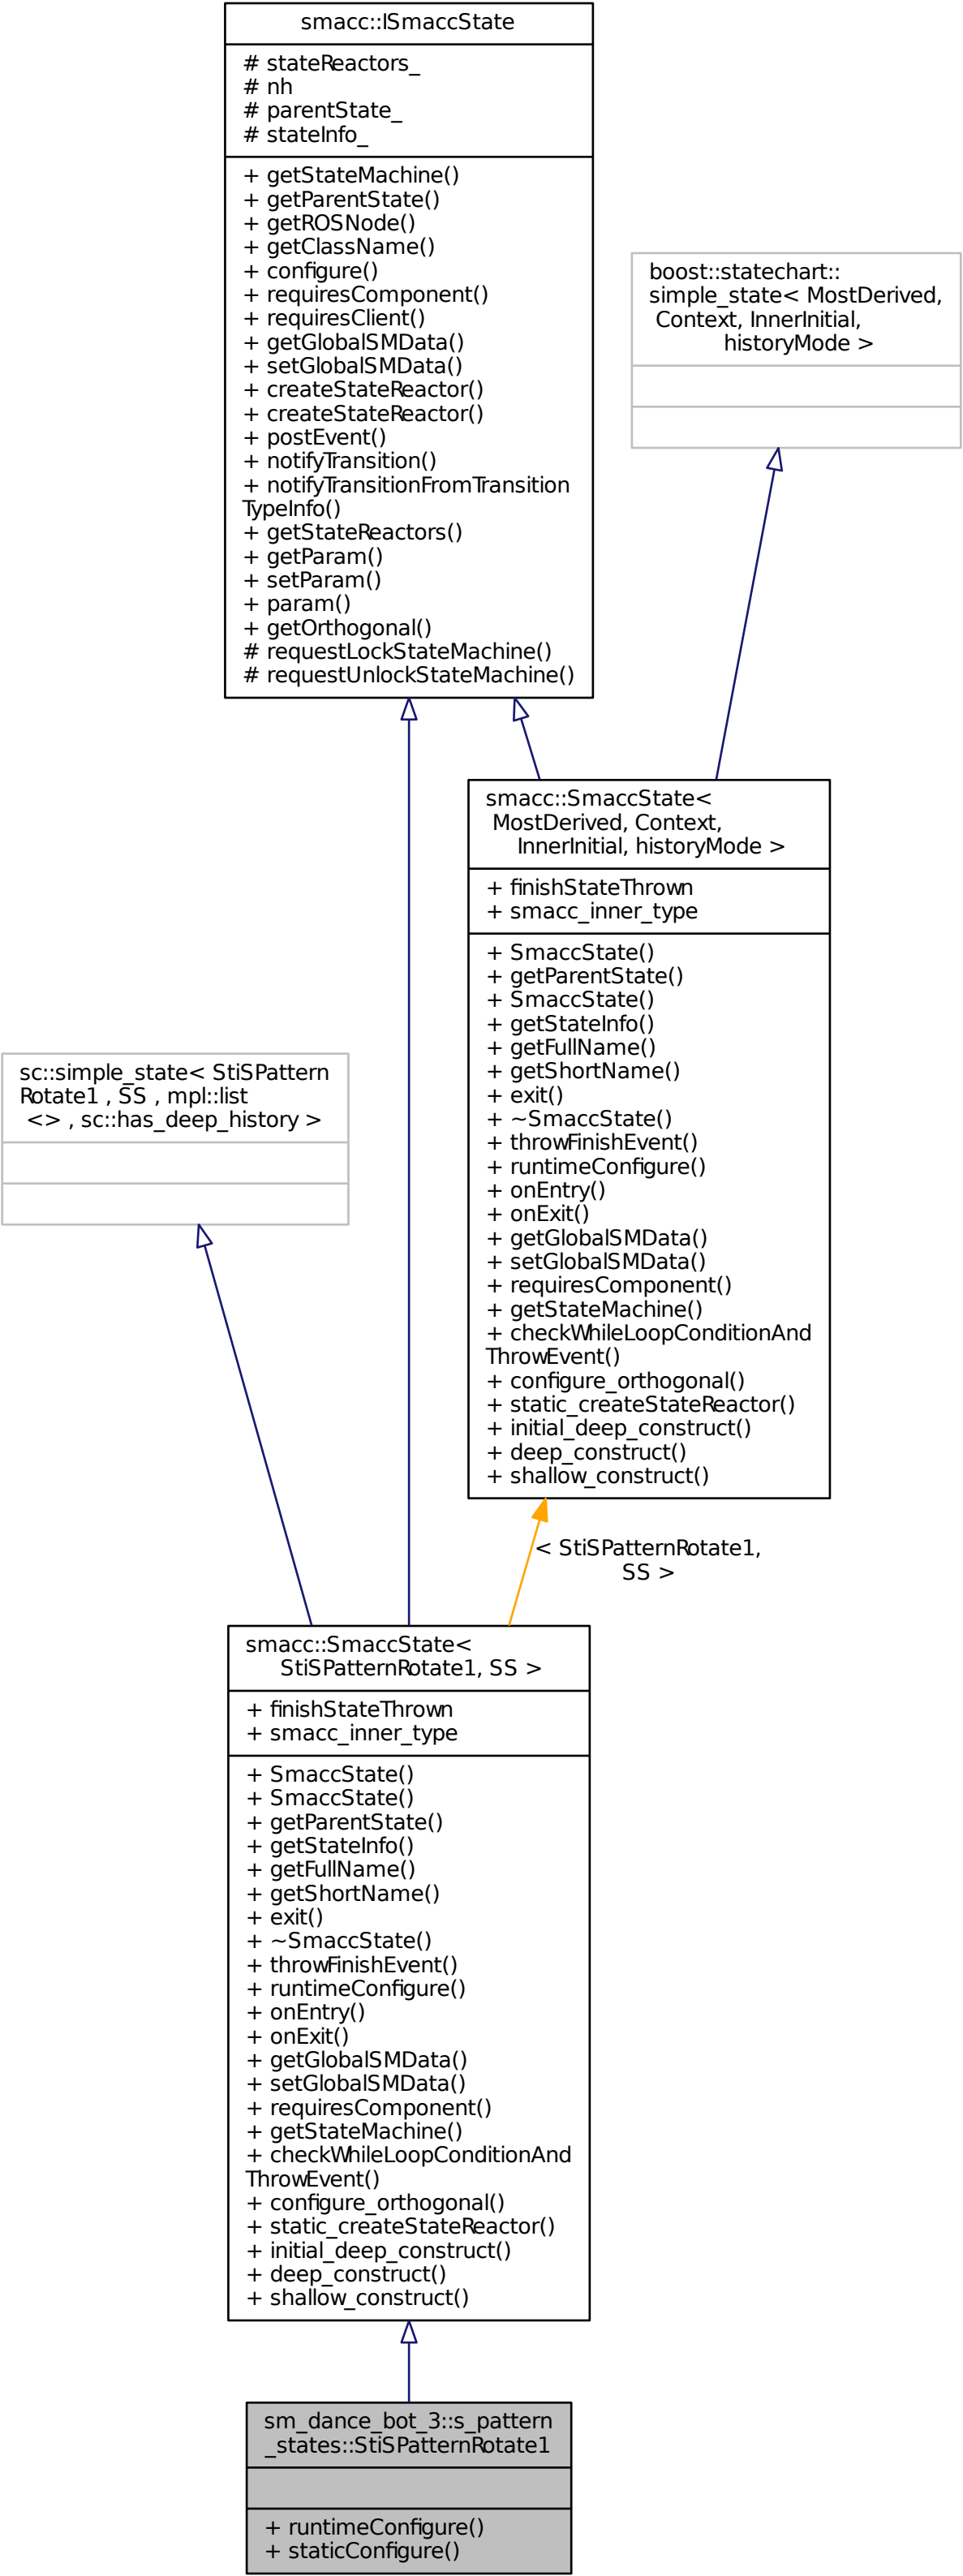 smacc::ISmaccState
# stateReactors_
# nh
# parentState_
# stateInfo_
+ getStateMachine()
+ getParentState()
+ getROSNode()
+ getClassName()
+ configure()
+ requiresComponent()
+ requiresClient()
+ getGlobalSMData()
+ setGlobalSMData()
+ createStateReactor()
+ createStateReactor()
+ postEvent()
+ notifyTransition()
+ notifyTransitionFromTransition
TypeInfo()
+ getStateReactors()
+ getParam()
+ setParam()
+ param()
+ getOrthogonal()
# requestLockStateMachine()
# requestUnlockStateMachine()
boost::statechart::
simple_state< MostDerived,
Context, InnerInitial,
historyMode >
smacc::SmaccState<
MostDerived, Context,
InnerInitial, historyMode >
+ finishStateThrown
+ smacc_inner_type
+ SmaccState()
+ getParentState()
+ SmaccState()
+ getStateInfo()
+ getFullName()
+ getShortName()
+ exit()
+ ~SmaccState()
+ throwFinishEvent()
+ runtimeConfigure()
+ onEntry()
+ onExit()
+ getGlobalSMData()
+ setGlobalSMData()
+ requiresComponent()
+ getStateMachine()
+ checkWhileLoopConditionAnd
ThrowEvent()
+ configure_orthogonal()
+ static_createStateReactor()
+ initial_deep_construct()
+ deep_construct()
+ shallow_construct()
sc::simple_state< StiSPattern
Rotate1 , SS , mpl::list
<> , sc::has_deep_history >
< StiSPatternRotate1,
SS >
smacc::SmaccState<
StiSPatternRotate1, SS >
+ finishStateThrown
+ smacc_inner_type
+ SmaccState()
+ SmaccState()
+ getParentState()
+ getStateInfo()
+ getFullName()
+ getShortName()
+ exit()
+ ~SmaccState()
+ throwFinishEvent()
+ runtimeConfigure()
+ onEntry()
+ onExit()
+ getGlobalSMData()
+ setGlobalSMData()
+ requiresComponent()
+ getStateMachine()
+ checkWhileLoopConditionAnd
ThrowEvent()
+ configure_orthogonal()
+ static_createStateReactor()
+ initial_deep_construct()
+ deep_construct()
+ shallow_construct()
sm_dance_bot_3::s_pattern
_states::StiSPatternRotate1
+ runtimeConfigure()
+ staticConfigure()